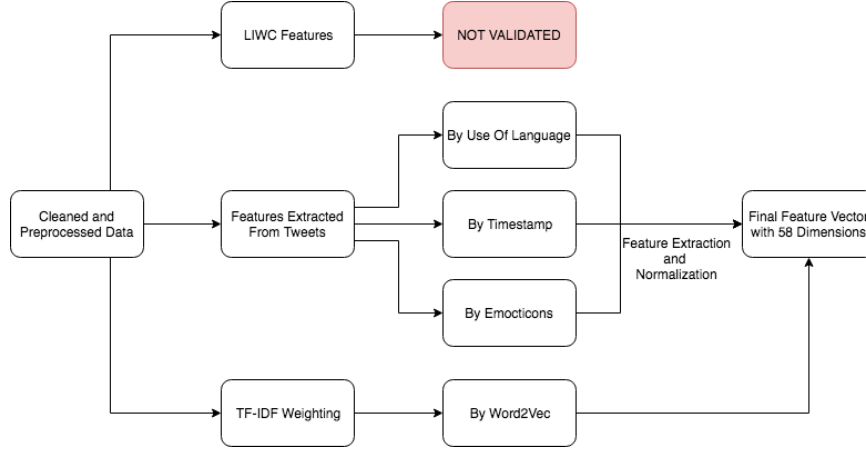 LIWC Features
NOT VALIDATED
By Use Of Language
Cleaned and
Preprocessed Data
Features Extracted
From Tweets
By Timestamp
Final Feature Vector
with 58 Dimensions
Feature Extraction
and
Normalization
By Emocticons
TF-IDF Weighting
By Word2Vec